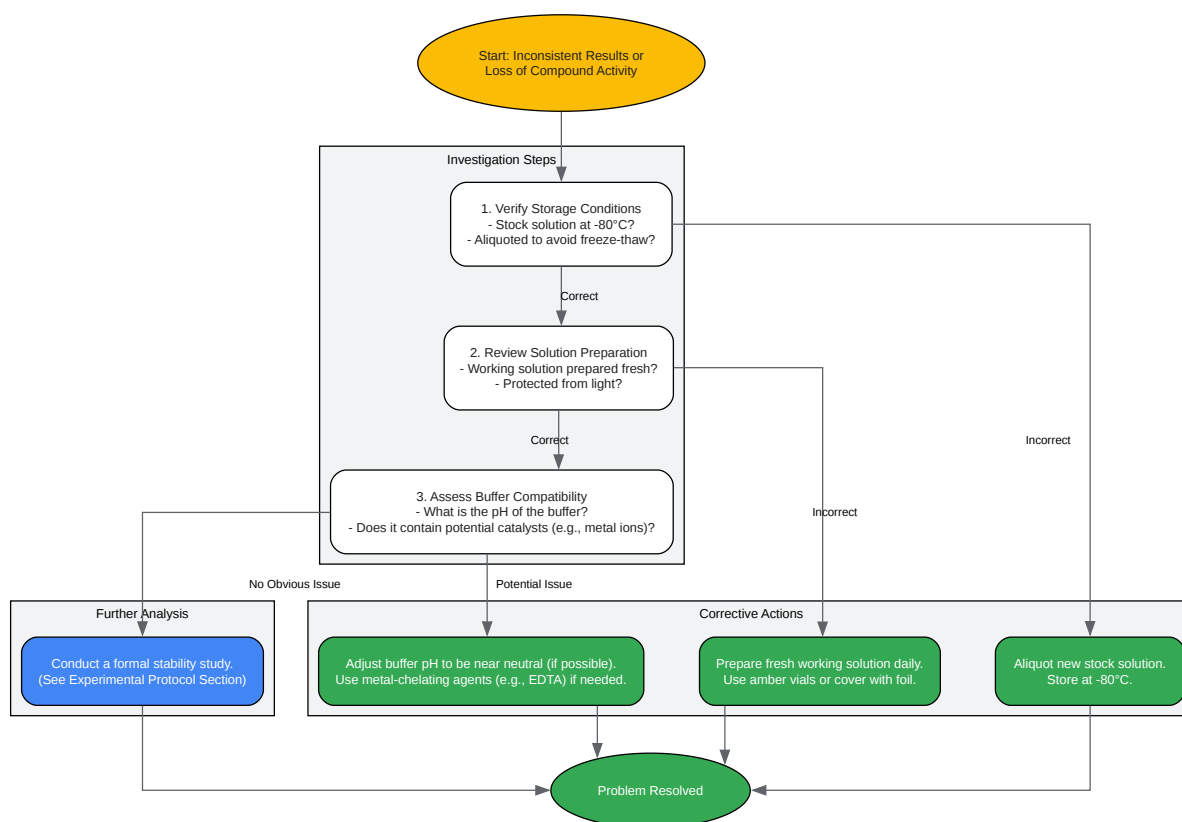 Start: Inconsistent Results or
Loss of Compound Activity
Investigation Steps
1. Verify Storage Conditions
- Stock solution at -80°C?
- Aliquoted to avoid freeze-thaw?
Correct
2. Review Solution Preparation
- Working solution prepared fresh?
- Protected from light?
Correct
Incorrect
3. Assess Buffer Compatibility
- What is the pH of the buffer?
- Does it contain potential catalysts (e.g., metal ions)?
Incorrect
No Obvious Issue
Potential Issue
Further Analysis
Corrective Actions
Conduct a formal stability study.
(See Experimental Protocol Section)
Adjust buffer pH to be near neutral (if possible).
Use metal-chelating agents (e.g., EDTA) if needed.
Prepare fresh working solution daily.
Use amber vials or cover with foil.
Aliquot new stock solution.
Store at -80°C.
Problem Resolved